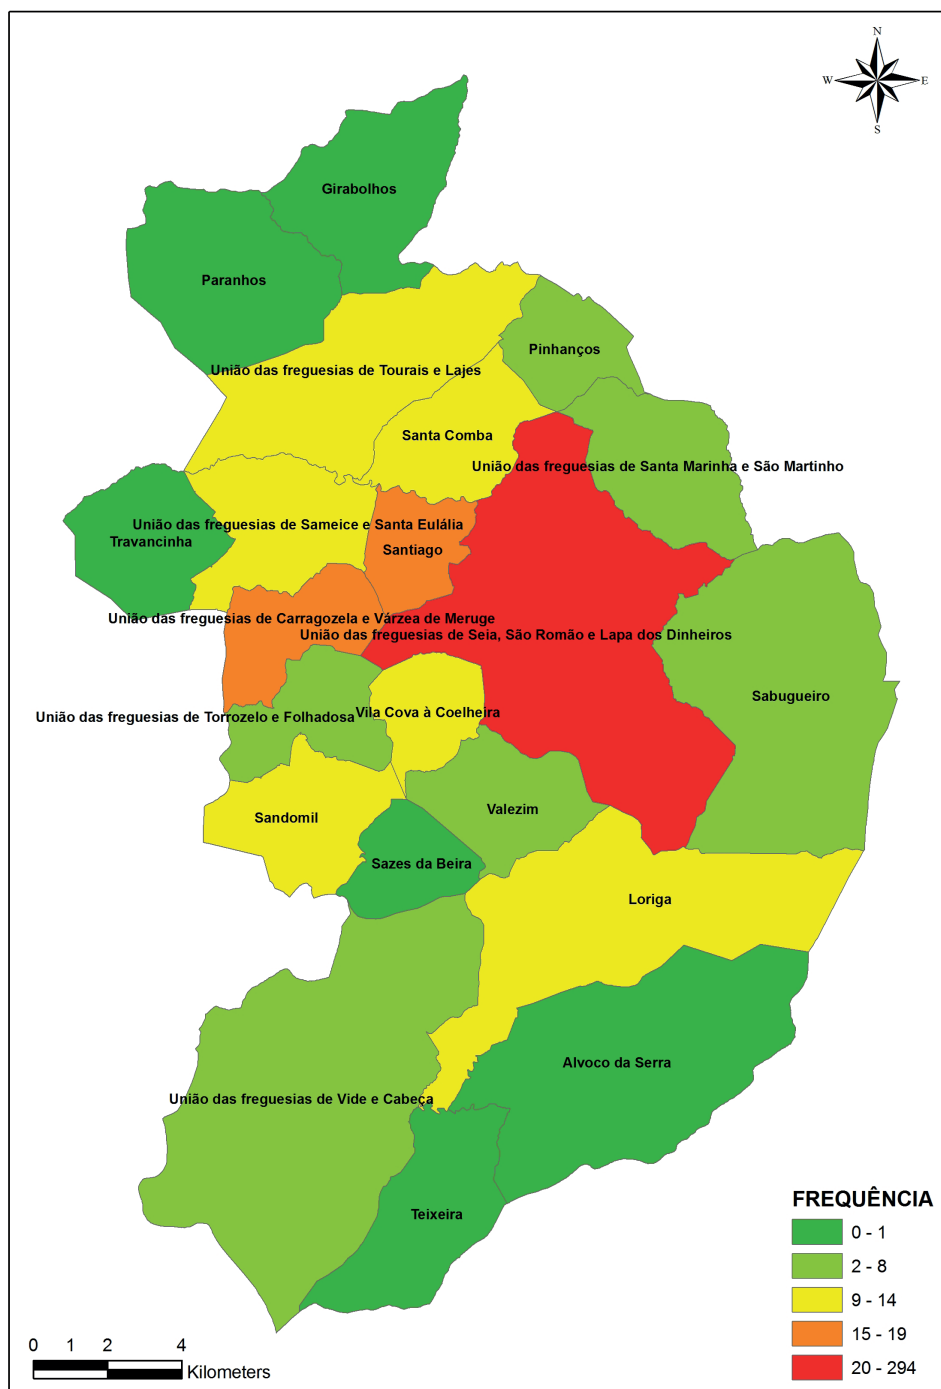 N
W E
S
Girabolhos
Paranhos
Pinhanços
União das freguesias de Tourais e Lajes
Santa Comba
União das freguesias de Santa Marinha e São Martinho
União das freguesias de Sameice e Santa Eulália
Travancinha
Santiago
União das freguesias de Carragozela e Várzea de Meruge
União das freguesias de Seia, São Romão e Lapa dos Dinheiros
Sabugueiro
União das freguesias de Torrozelo e Folhadosa
Vila Cova à Coelheira
Valezim
Sandomil
Sazes da Beira
Loriga
Alvoco da Serra
União das freguesias de Vide e Cabeça
Teixeira
FREQUÊNCIA
0 - 1
2 - 8
9 - 14
15 - 19
20 - 294
0 1 2 4
Kilometers